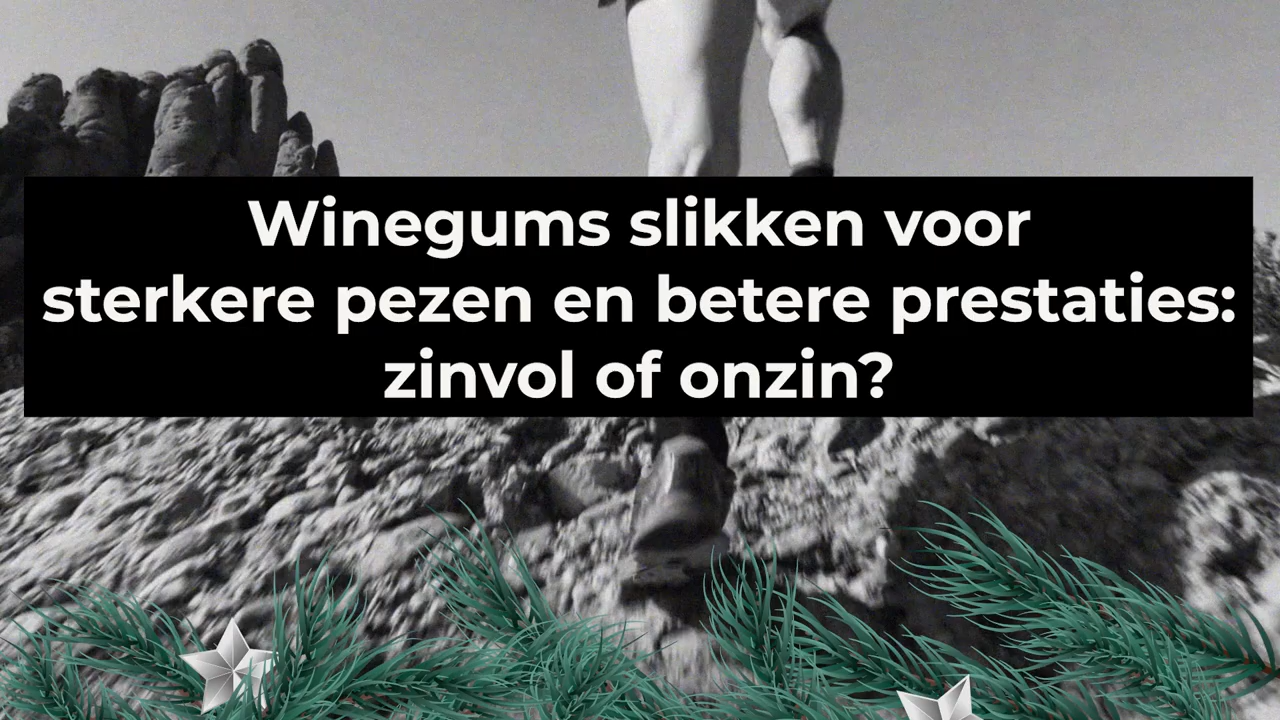 Winegums slikken voor
sterkere pezen en betere prestaties:
zinvol of onzin?